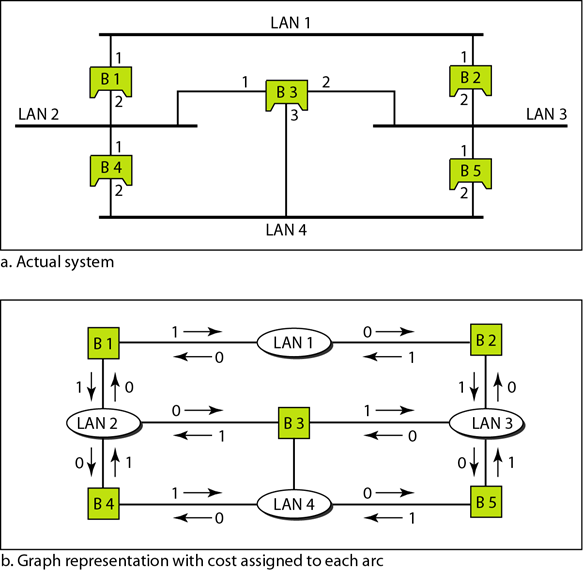 LAN 1
1 1
B 1 1 B 3 2 B 2
2 2
LAN 2 3 LAN 3
1 1
B 4 B 5
2 2
LAN 4
a. Actual system
B 1 1 0 B 2
LAN 1
0 1
1 0 1 0
LAN 2 0 B 3 1 LAN 3
1 0
0 1 0 1
B 4 1 LAN 4 0 B 5
0 1
b. Graph representation with cost assigned to each arc